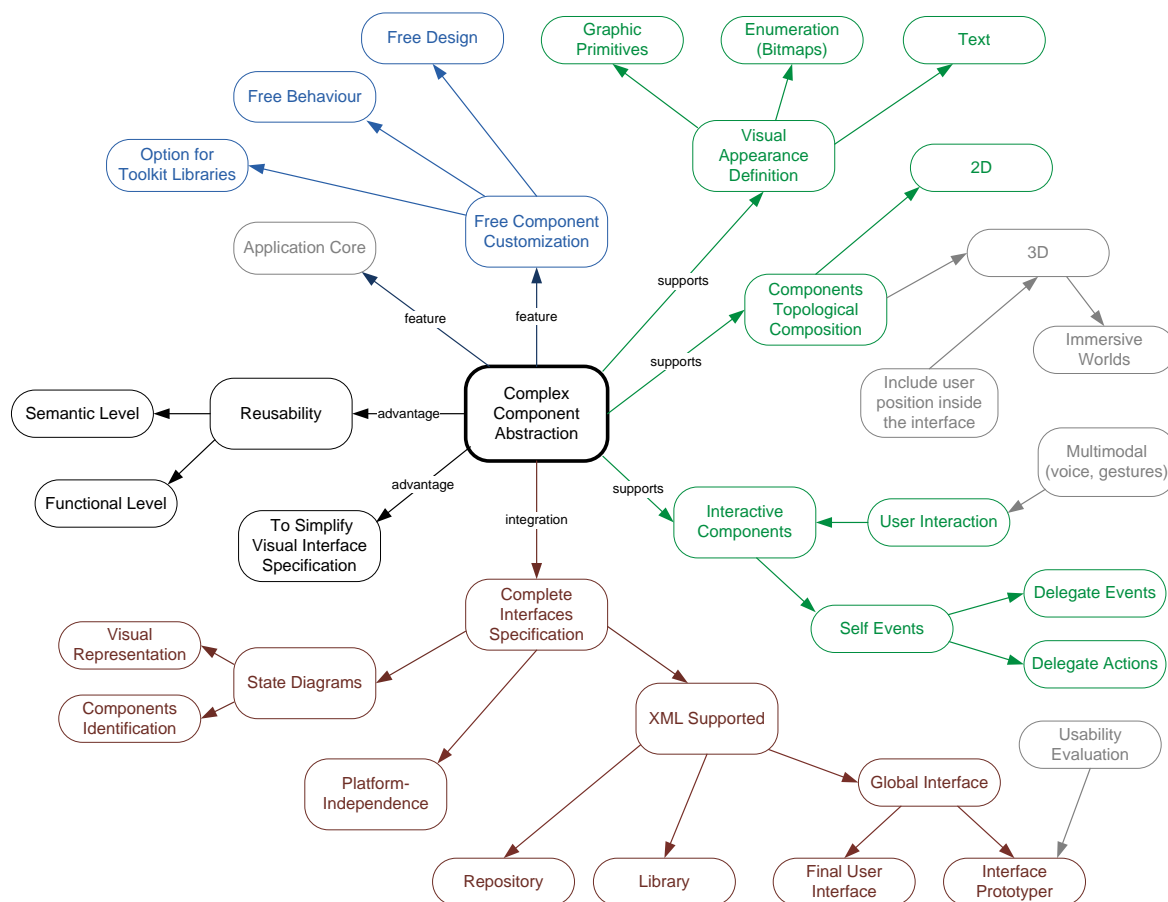 Free Design
Graphic
Primitives
Enumeration
(Bitmaps)
Text
Free Behaviour
Option for
Toolkit Libraries
Visual
Appearance
Definition
2D
Free Component
Customization
Application Core
3D
supports
Components
Topological
Composition
feature
feature
supports
Immersive
Worlds
Include user
position inside
the interface
Complex
Component
Abstraction
advantage
Reusability
Semantic Level
Functional Level
advantage
To Simplify
Visual Interface
Specification
integration
supports
Interactive
Components
User Interaction
Multimodal
(voice, gestures)
Self Events
Delegate Events
Delegate Actions
Complete
Interfaces
Specification
Visual
Representation
State Diagrams
Components
Identification
XML Supported
Platform-
Independence
Global Interface
Usability
Evaluation
Repository
Library
Final User
Interface
Interface
Prototyper